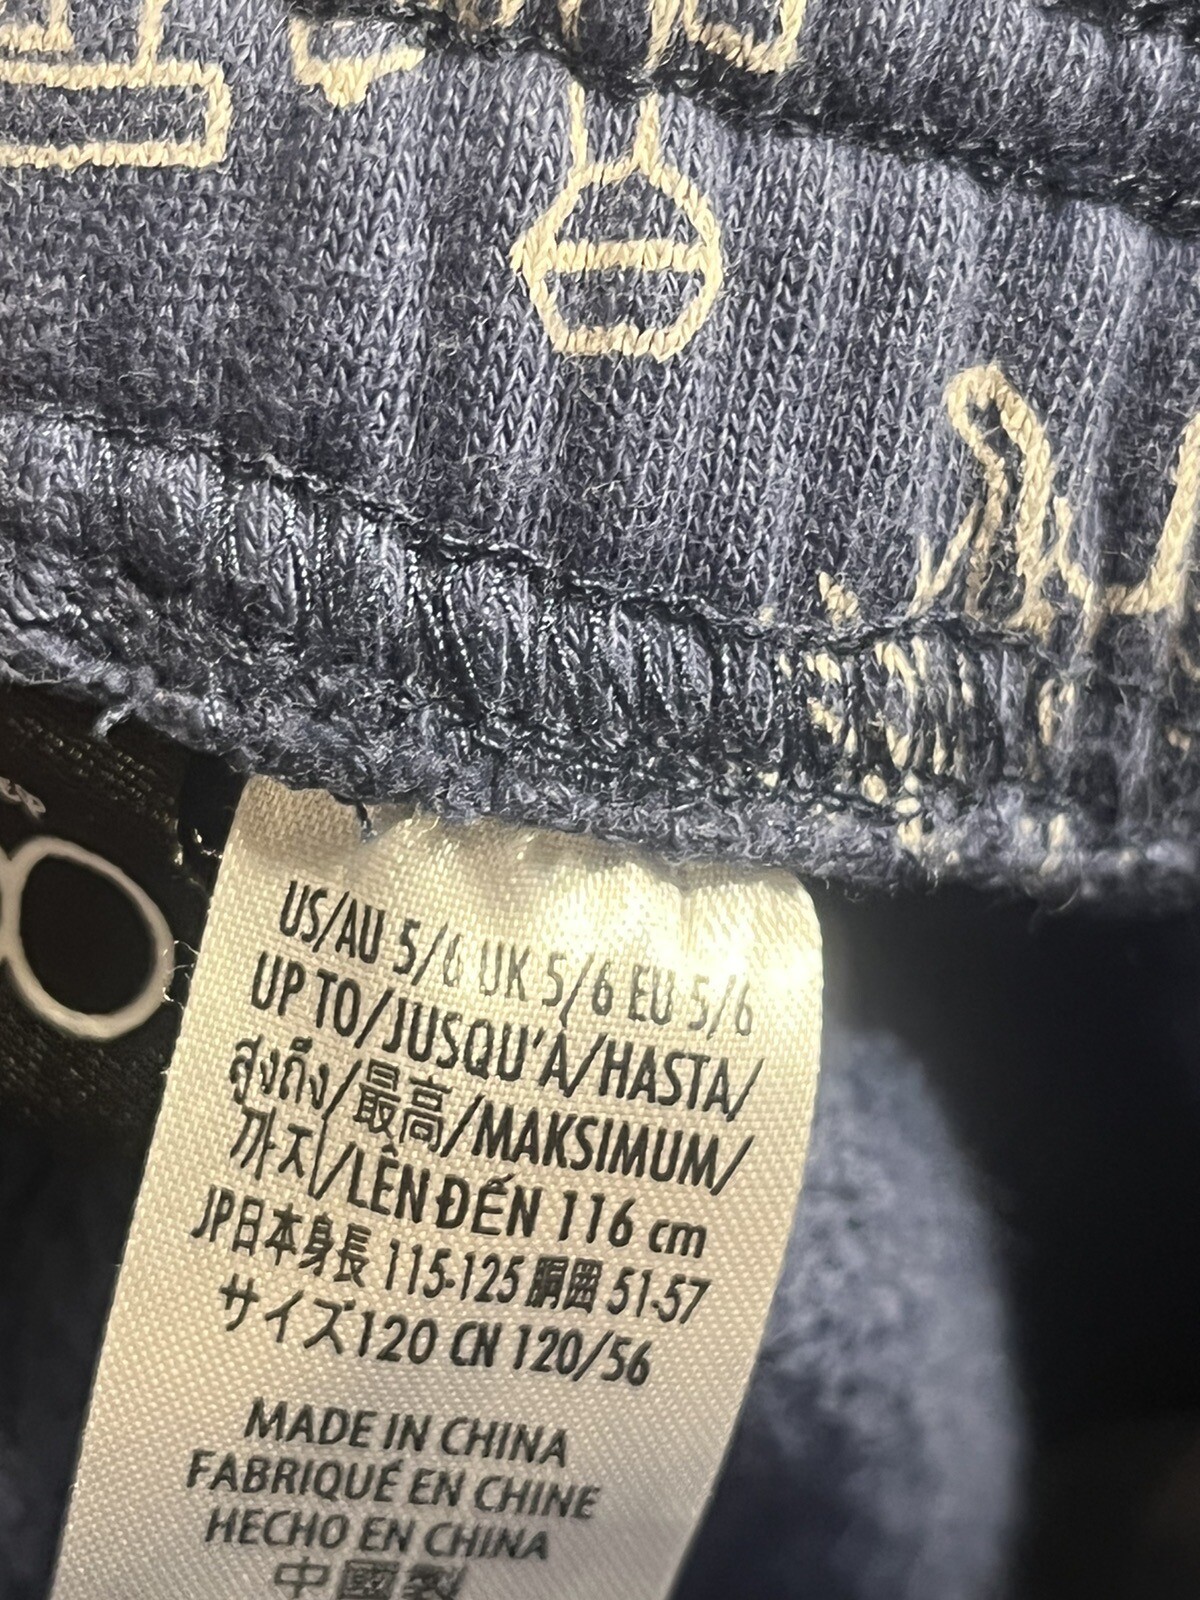 US/AU 5/6 UK 5/6 EU 5/6
UP TO/JUSQU'À/HASTA/
สูงถึง/最高/MAKSIMUM/
까지/LÊN ĐẾN 116 cm
JP日本身長 115-125 胴囲 51-57
サイズ120 CN 120/56
MADE IN CHINA
FABRIQUÉ EN CHINE
HECHO EN CHINA
中國製